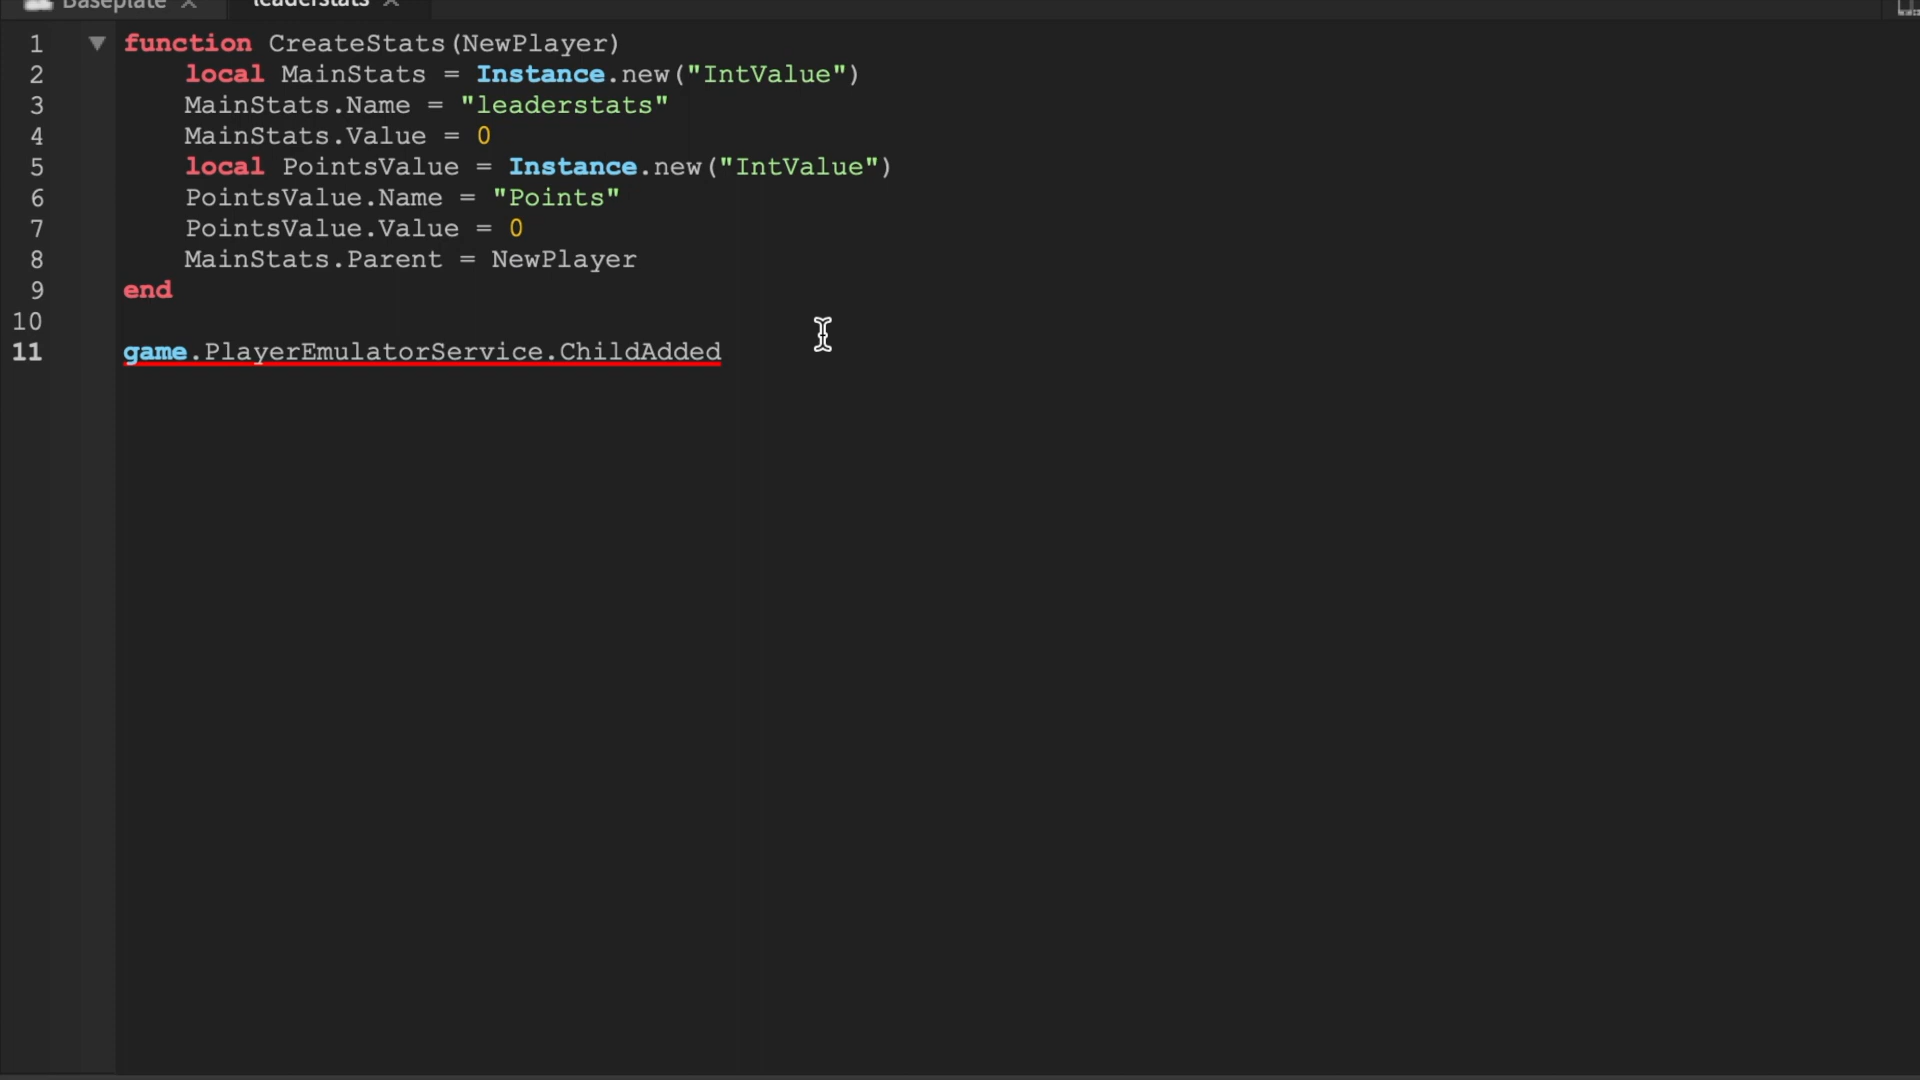 Baseplate
leaderstats
1 function CreateStats(NewPlayer)
2 local MainStats = Instance.new("IntValue")
3 MainStats.Name = "leaderstats"
4 MainStats.Value = 0
5 local PointsValue = Instance.new("IntValue")
6 PointsValue.Name = "Points"
7 PointsValue.Value = 0
8 MainStats.Parent = NewPlayer
9 end
10
11 game.PlayerEmulatorService.ChildAdded